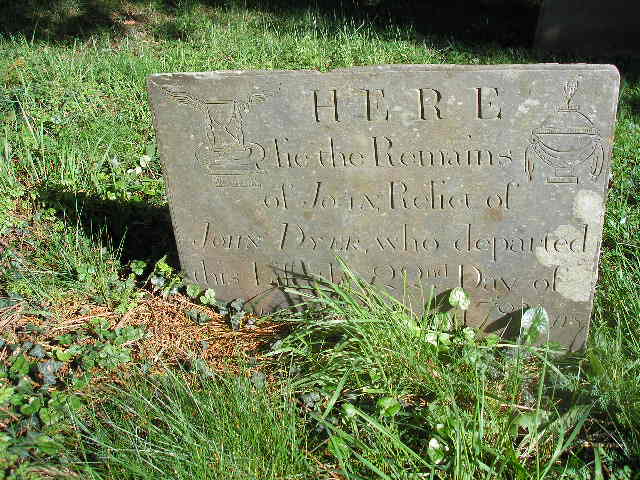 HERE
lie the Remains
of JOAN, Relict of
JOHN DYER, who departed
this Life the 22nd Day of